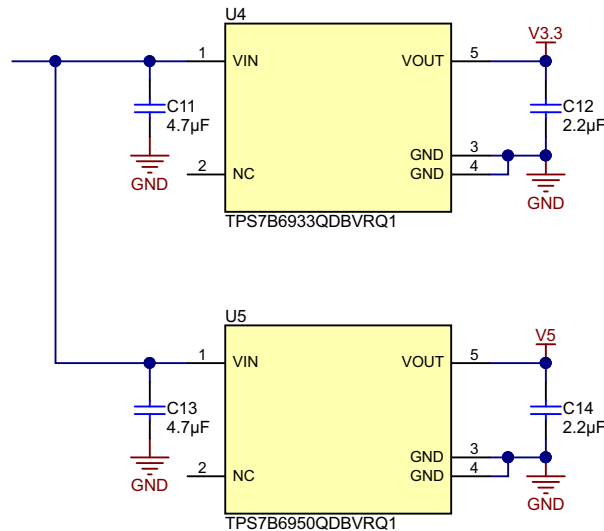 U4
V3.3
1 VIN VOUT 5
C11
4.7µF
C12
2.2µF
GND 3
2 NC GND 4
GND
GND
TPS7B6933QDBVRQ1
U5
V5
1 VIN VOUT 5
C13
4.7µF
C14
2.2µF
GND 3
2 NC GND 4
GND
GND
TPS7B6950QDBVRQ1